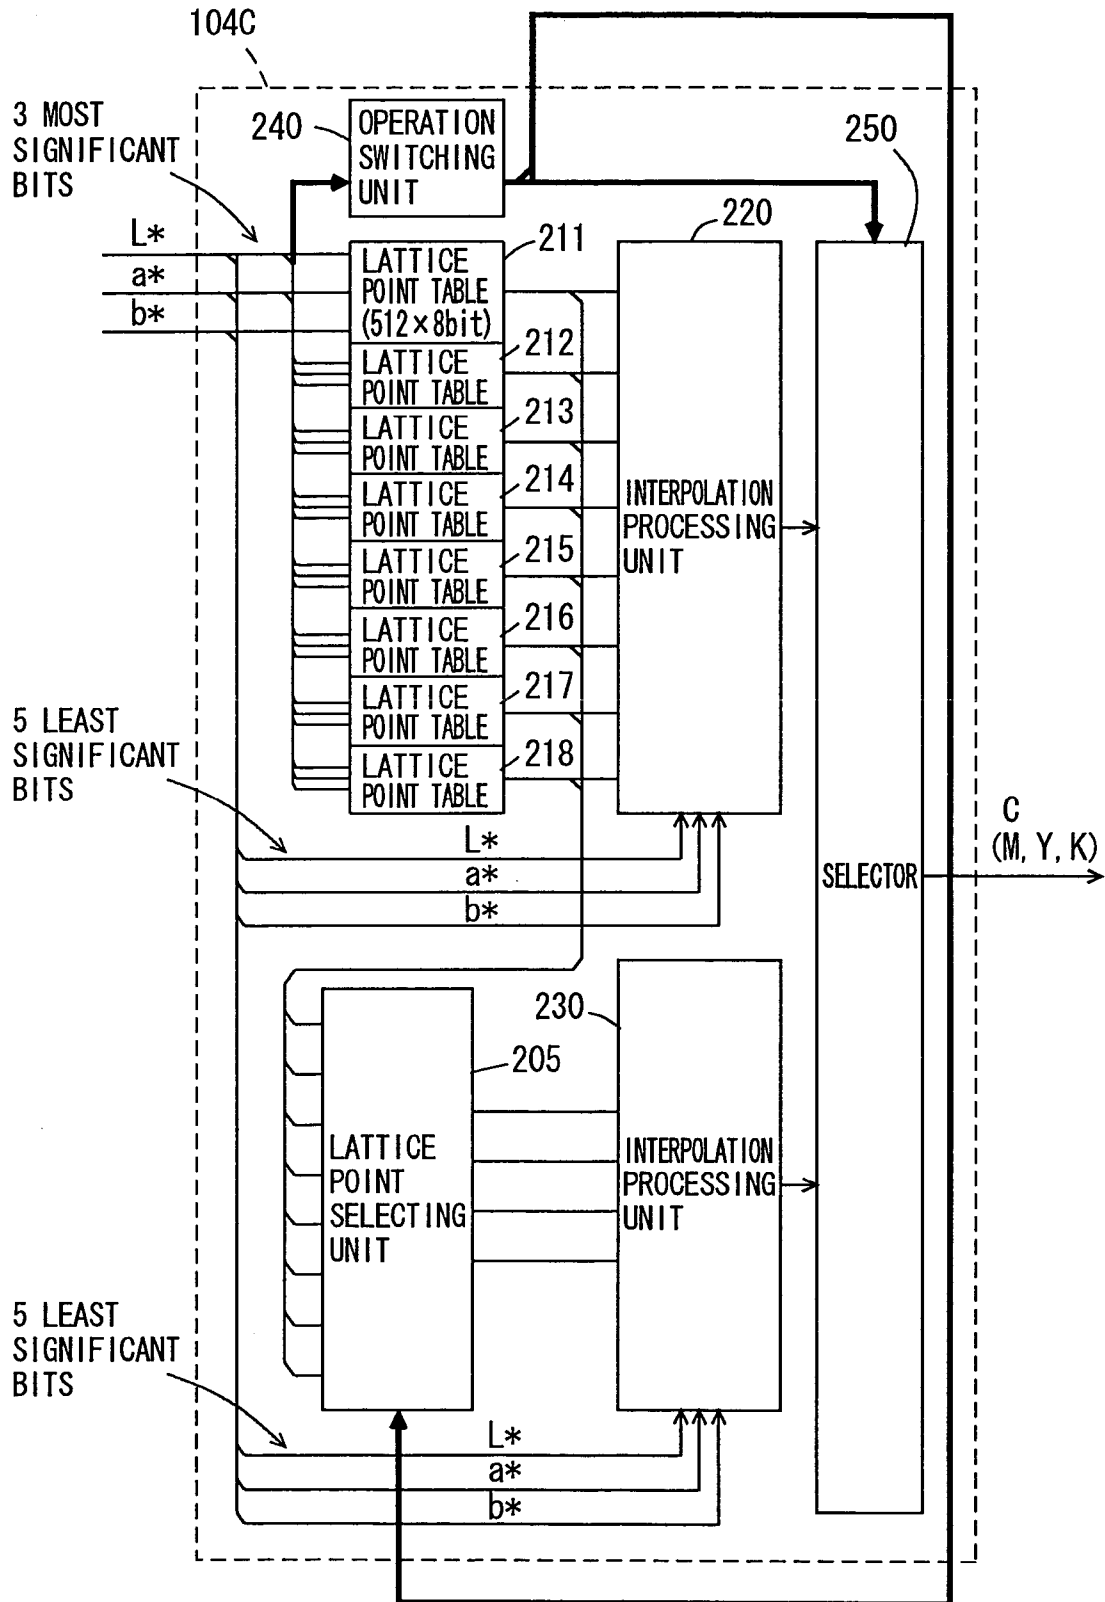 104C
3 MOST
SIGNIFICANT
BITS
240
OPERATION
SWITCHING
UNIT
250
220
L*
a*
b*
211
LATTICE
POINT TABLE
(512×8bit)
212
LATTICE
POINT TABLE
213
LATTICE
POINT TABLE
214
LATTICE
POINT TABLE
215
LATTICE
POINT TABLE
216
LATTICE
POINT TABLE
217
LATTICE
POINT TABLE
218
LATTICE
POINT TABLE
INTERPOLATION
PROCESSING
UNIT
5 LEAST
SIGNIFICANT
BITS
L*
a*
b*
SELECTOR
C
(M, Y, K)
230
205
LATTICE
POINT
SELECTING
UNIT
INTERPOLATION
PROCESSING
UNIT
5 LEAST
SIGNIFICANT
BITS
L*
a*
b*